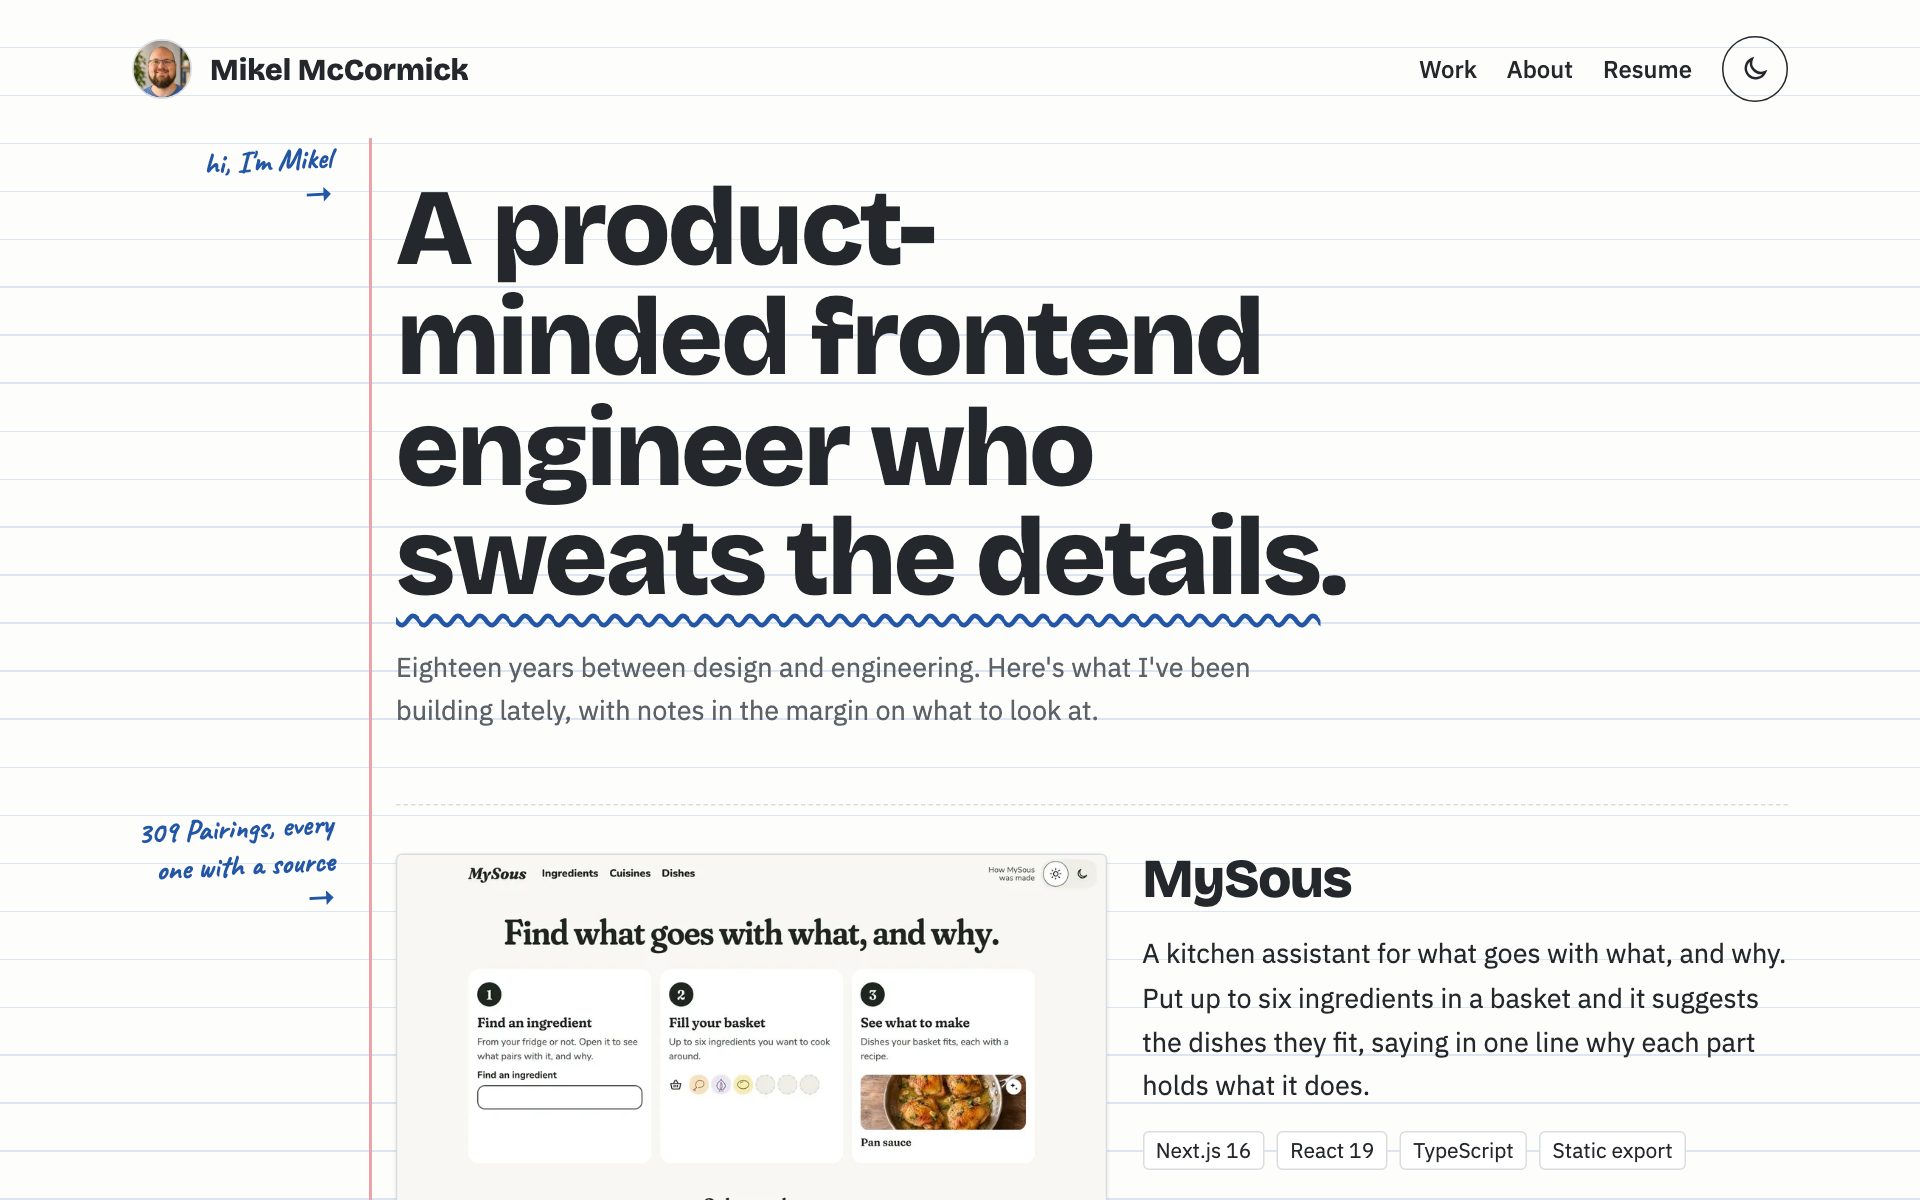 Mikel McCormick
Work About Resume
hi, I'm Mikel
→
A product-
minded frontend
engineer who
sweats the details.
Eighteen years between design and engineering. Here's what I've been
building lately, with notes in the margin on what to look at.
309 Pairings, every
one with a source
→
MySous Ingredients Cuisines Dishes
How MySous
was made
Find what goes with what, and why.
1
Find an ingredient
From your fridge or not. Open it to see
what pairs with it, and why.
Find an ingredient
2
Fill your basket
Up to six ingredients you want to cook
around.
3
See what to make
Dishes your basket fits, each with a
recipe.
Pan sauce
MySous
A kitchen assistant for what goes with what, and why.
Put up to six ingredients in a basket and it suggests
the dishes they fit, saying in one line why each part
holds what it does.
Next.js 16 React 19 TypeScript Static export